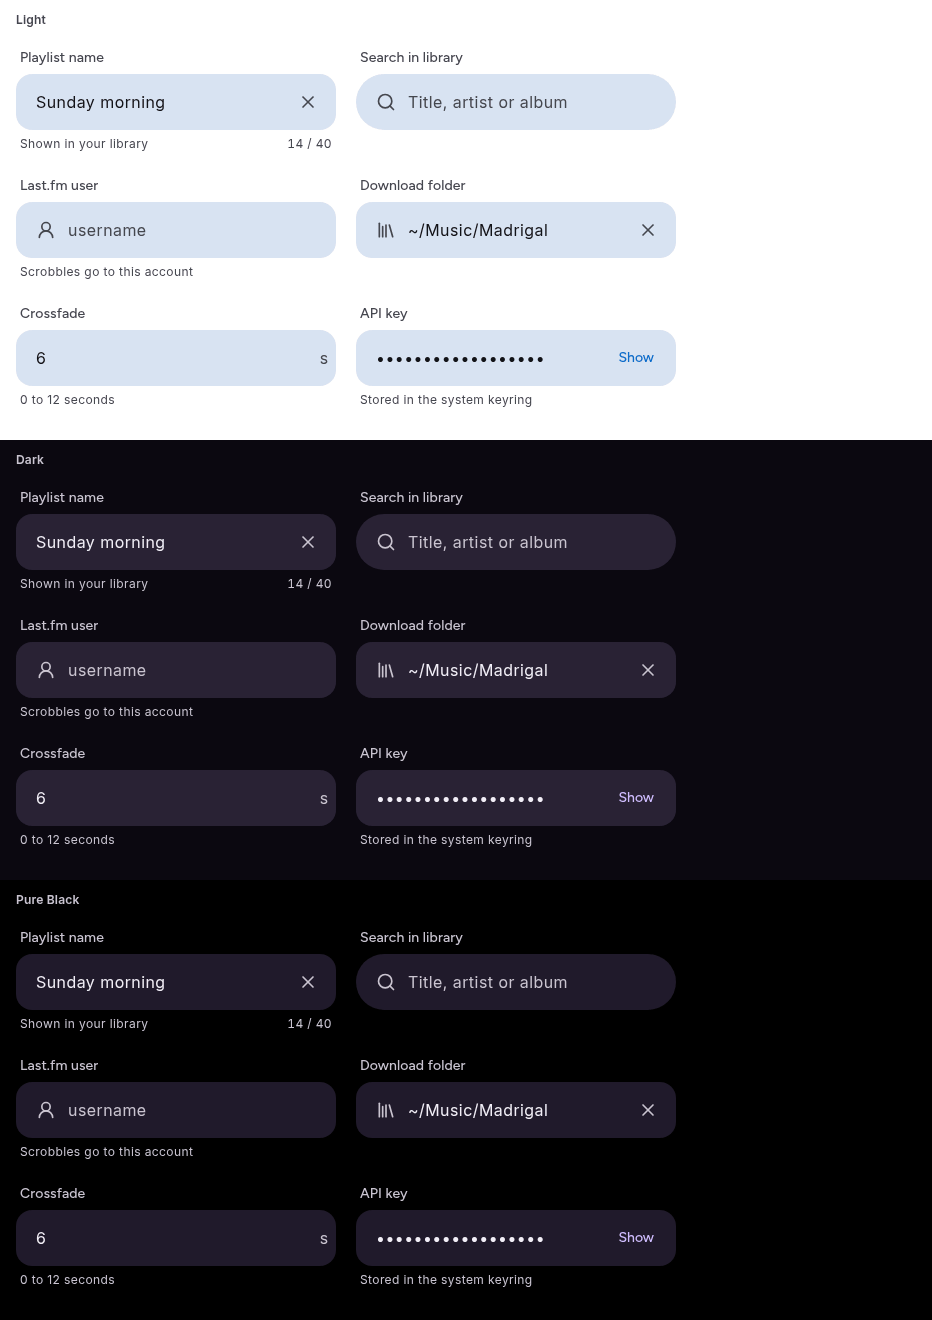 Light
Playlist name
Search in library
Sunday morning
Title, artist or album
Shown in your library
14 / 40
Last.fm user
Download folder
username
~/Music/Madrigal
Scrobbles go to this account
Crossfade
API key
6
s
••••••••••••••••••
Show
0 to 12 seconds
Stored in the system keyring
Dark
Playlist name
Search in library
Sunday morning
Title, artist or album
Shown in your library
14 / 40
Last.fm user
Download folder
username
~/Music/Madrigal
Scrobbles go to this account
Crossfade
API key
6
s
••••••••••••••••••
Show
0 to 12 seconds
Stored in the system keyring
Pure Black
Playlist name
Search in library
Sunday morning
Title, artist or album
Shown in your library
14 / 40
Last.fm user
Download folder
username
~/Music/Madrigal
Scrobbles go to this account
Crossfade
API key
6
s
••••••••••••••••••
Show
0 to 12 seconds
Stored in the system keyring